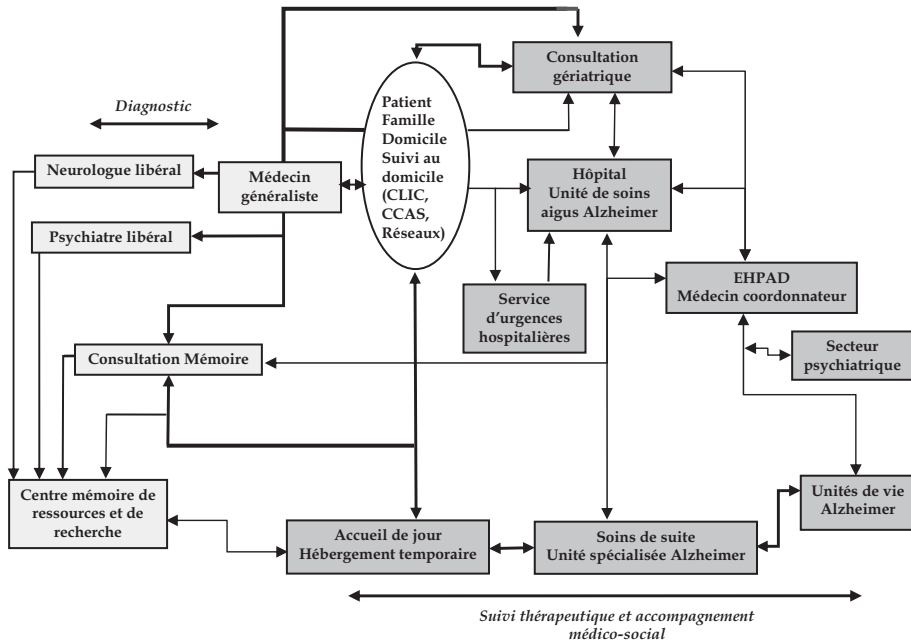 Consultation
gériatrique
Diagnostic
Patient
Famille
Domicile
Suivi au
domicile
(CLIC,
CCAS,
Réseaux)
Neurologue libéral
Médecin
généraliste
Hôpital
Unité de soins
aigus Alzheimer
Psychiatre libéral
EHPAD
Médecin coordonnateur
Service
d'urgences
hospitalières
Consultation Mémoire
Secteur
psychiatrique
Centre mémoire de
ressources et de
recherche
Unités de vie
Alzheimer
Accueil de jour
Hébergement temporaire
Soins de suite
Unité spécialisée Alzheimer
Suivi thérapeutique et accompagnement
médico-social